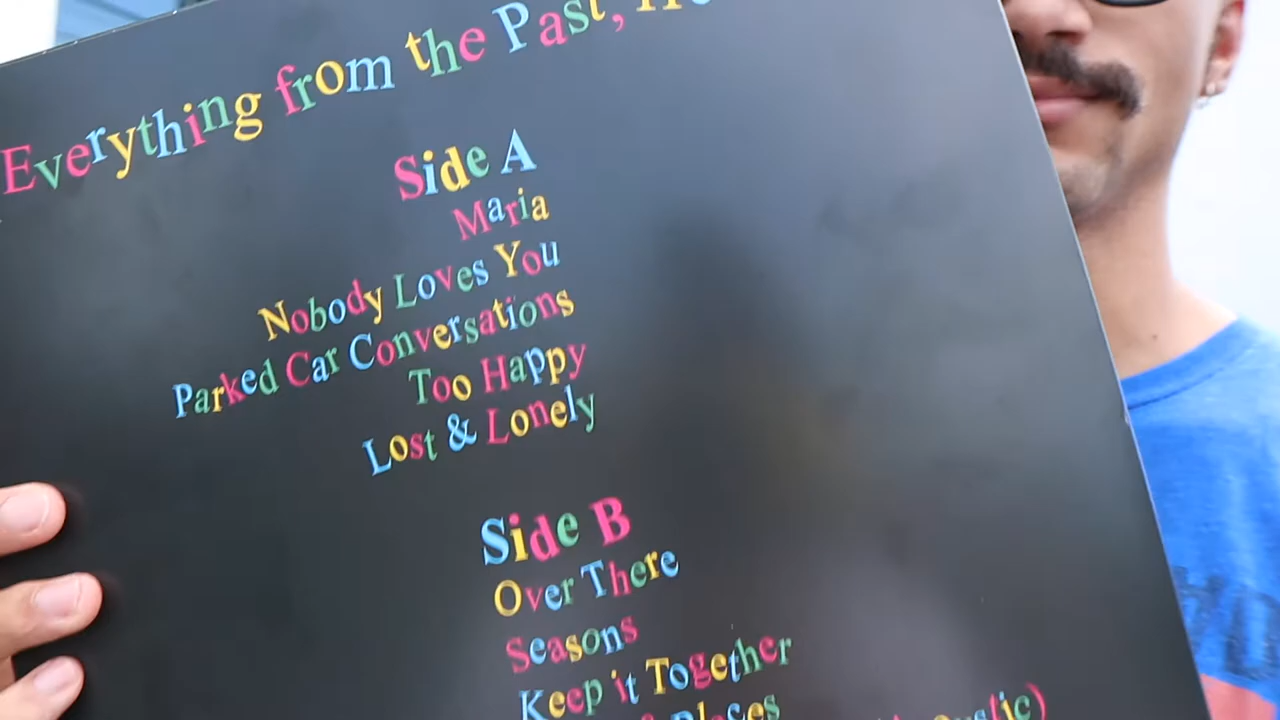 Everything from the Past,
Side A
Maria
Nobody Loves You
Parked Car Conversations
Too Happy
Lost & Lonely
Side B
Over There
Seasons
Keep it Together
Places